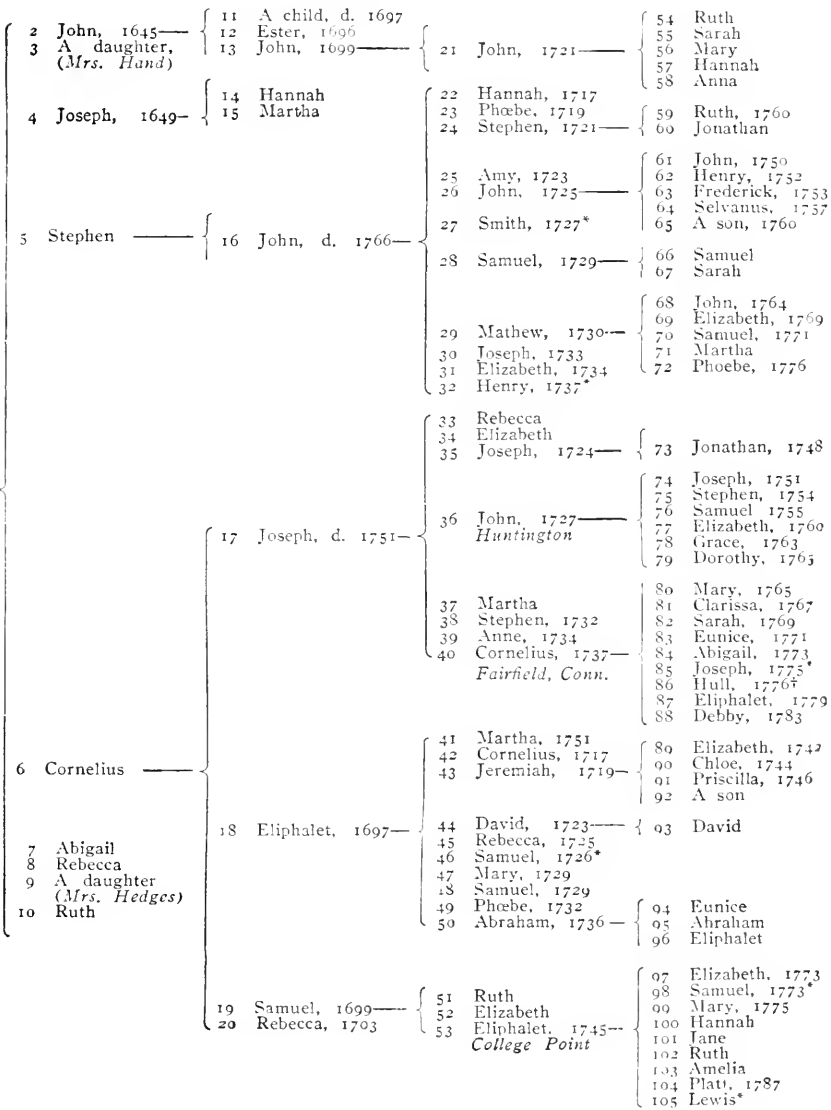 11 A child, d. 1697
2 John, 1645
12 Ester, 1696
3 A daughter,
13 John, 1699
(Mrs. Hand)
14 Hannah
4 Joseph, 1649
15 Martha
5 Stephen
16 John, d. 1766
6 Cornelius
17 Joseph, d. 1751
18 Eliphalet, 1697
7 Abigail
8 Rebecca
9 A daughter
(Mrs. Hedges)
10 Ruth
19 Samuel, 1699
20 Rebecca, 1703
21 John, 1721
22 Hannah, 1717
23 Phœbe, 1719
24 Stephen, 1721
25 Amy, 1723
26 John, 1725
27 Smith, 1727*
28 Samuel, 1729
29 Mathew, 1730
30 Joseph, 1733
31 Elizabeth, 1734
32 Henry, 1737*
33 Rebecca
34 Elizabeth
35 Joseph, 1724
36 John, 1727
Huntington
37 Martha
38 Stephen, 1732
39 Anne, 1734
40 Cornelius, 1737
Fairfield, Conn.
41 Martha, 1751
42 Cornelius, 1717
43 Jeremiah, 1719
44 David, 1723
45 Rebecca, 1725
46 Samuel, 1726*
47 Mary, 1729
48 Samuel, 1729
49 Phœbe, 1732
50 Abraham, 1736
51 Ruth
52 Elizabeth
53 Eliphalet. 1745
College Point
54 Ruth
55 Sarah
56 Mary
57 Hannah
58 Anna
59 Ruth, 1760
60 Jonathan
61 John, 1750
62 Henry, 1752
63 Frederick, 1753
64 Selvanus, 1757
65 A son, 1760
66 Samuel
67 Sarah
68 John, 1764
69 Elizabeth, 1769
70 Samuel, 1771
71 Martha
72 Phoebe, 1776
73 Jonathan, 1748
74 Joseph, 1751
75 Stephen, 1754
76 Samuel 1755
77 Elizabeth, 1760
78 Grace, 1763
79 Dorothy, 1765
80 Mary, 1765
81 Clarissa, 1767
82 Sarah, 1769
83 Eunice, 1771
84 Abigail, 1773
85 Joseph, 1775*
86 Hull, 1776†
87 Eliphalet, 1779
88 Debby, 1783
89 Elizabeth, 1742
90 Chloe, 1744
91 Priscilla, 1746
92 A son
93 David
94 Eunice
95 Abraham
96 Eliphalet
97 Elizabeth, 1773
98 Samuel, 1773*
99 Mary, 1775
100 Hannah
101 Jane
102 Ruth
103 Amelia
104 Platt, 1787
105 Lewis*